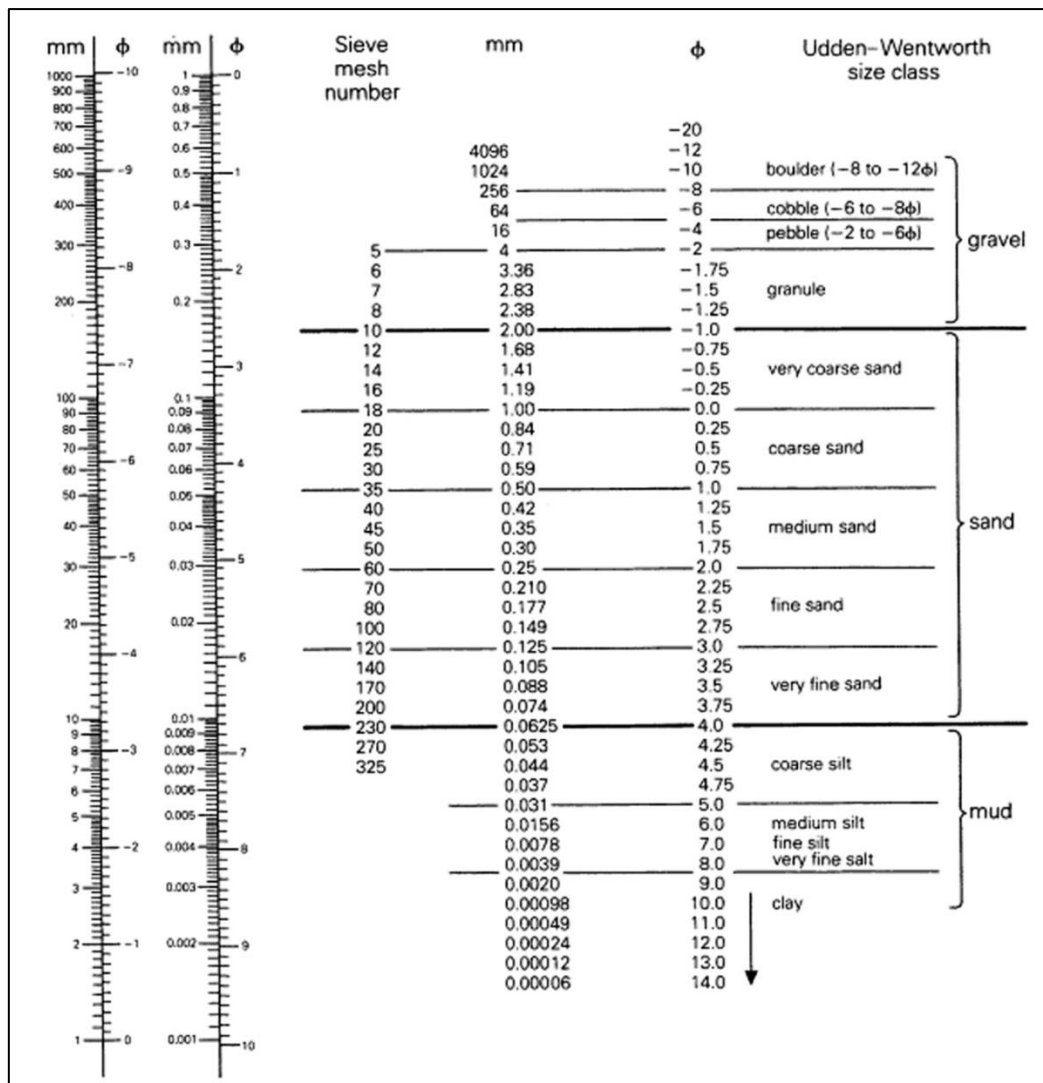 mm ϕ mm ϕ
1000 −10
900
800
700
600
500 −9
400
300
−8
200
−7
100
90
80
70
−6
60
50
40
−5
30
20
−4
10
9
8 −3
7
6
5
4 −2
3
2 −1
1 0
1 0
0.9
0.8
0.7
0.6
0.5 1
0.4
0.3
2
0.2
3
0.1
0.09
0.08
0.07
4
0.06
0.05
0.04
5
0.03
0.02
6
0.01
0.009
0.008 7
0.007
0.006
0.005
0.004 8
0.003
0.002 9
0.001 10
Sieve mm ϕ Udden–Wentworth
mesh size class
number
−20
4096 −12
1024 −10 boulder (−8 to −12ϕ)
256 −8
64 −6 cobble (−6 to −8ϕ)
16 −4 pebble (−2 to −6ϕ)
gravel
5 4 −2
6 3.36 −1.75
7 2.83 −1.5 granule
8 2.38 −1.25
10 2.00 −1.0
12 1.68 −0.75
14 1.41 −0.5 very coarse sand
16 1.19 −0.25
18 1.00 0.0
20 0.84 0.25
25 0.71 0.5 coarse sand
30 0.59 0.75
35 0.50 1.0
40 0.42 1.25
45 0.35 1.5 medium sand sand
50 0.30 1.75
60 0.25 2.0
70 0.210 2.25
80 0.177 2.5 fine sand
100 0.149 2.75
120 0.125 3.0
140 0.105 3.25
170 0.088 3.5 very fine sand
200 0.074 3.75
230 0.0625 4.0
270 0.053 4.25
325 0.044 4.5 coarse silt
0.037 4.75
0.031 5.0 mud
0.0156 6.0 medium silt
0.0078 7.0 fine silt
0.0039 8.0 very fine salt
0.0020 9.0
0.00098 10.0 clay
0.00049 11.0
0.00024 12.0
0.00012 13.0
0.00006 14.0